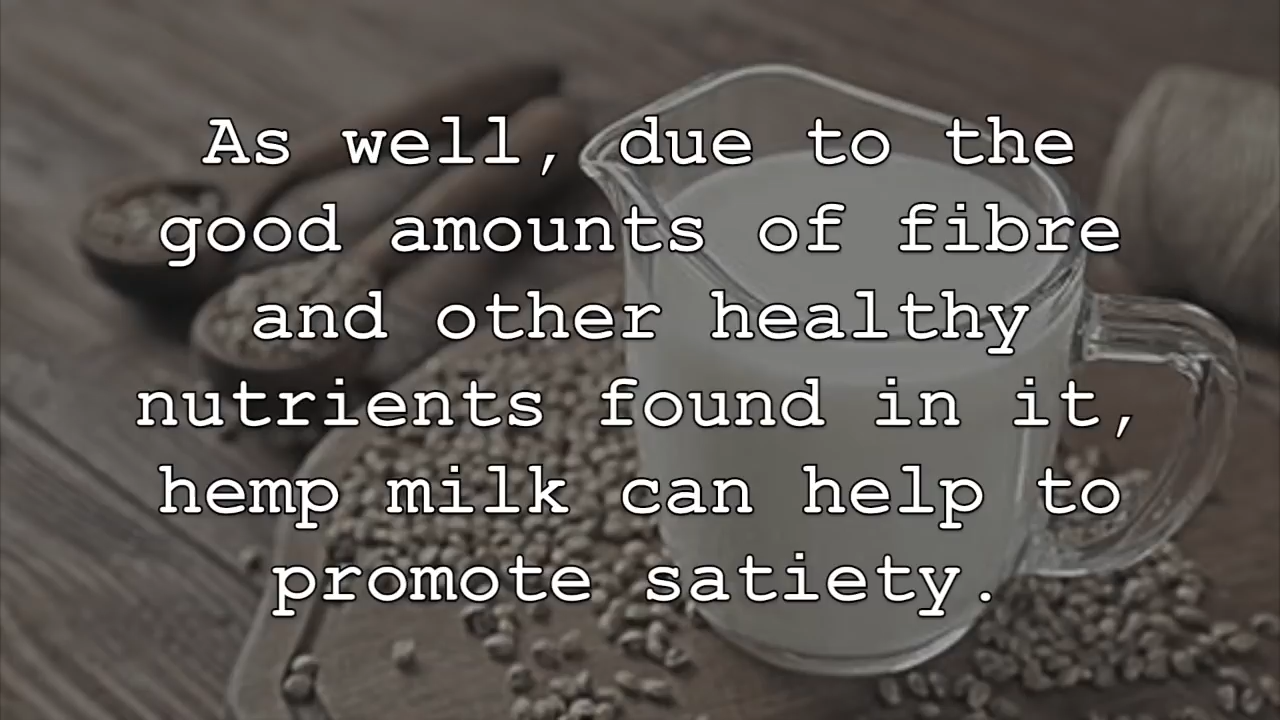 As well, due to the
good amounts of fibre
and other healthy
nutrients found in it,
hemp milk can help to
promote satiety.